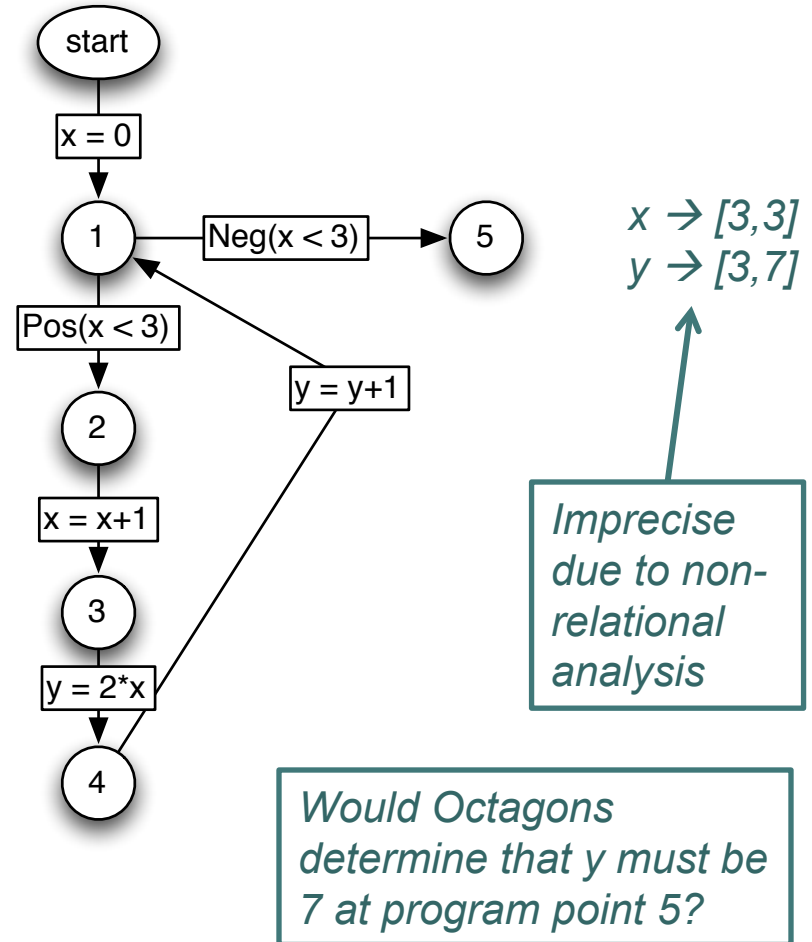 start
x = 0
1
Neg(x < 3)
5
x → [3,3]
y → [3,7]
Pos(x < 3)
y = y+1
2
x = x+1
3
y = 2*x
4
Imprecise
due to non-
relational
analysis
Would Octagons
determine that y must be
7 at program point 5?